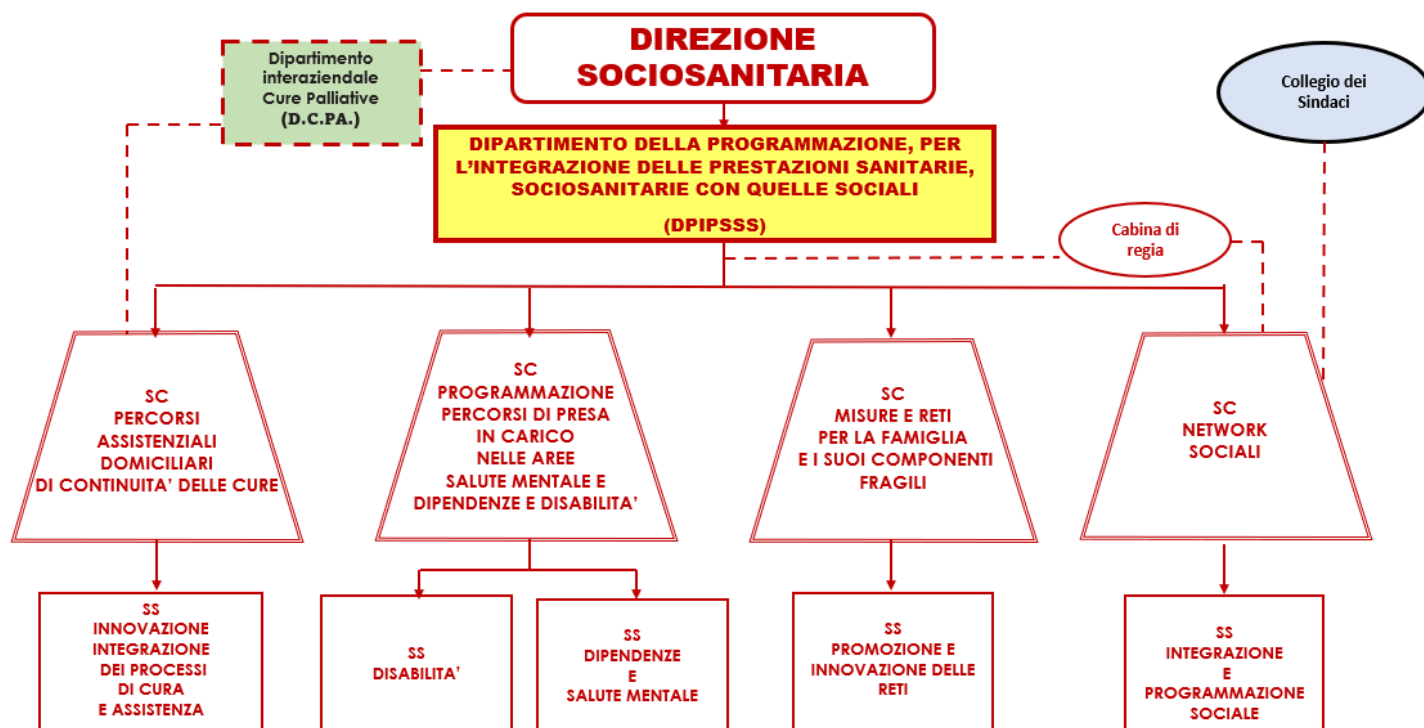 DIREZIONE
SOCIOSANITARIA
Dipartimento
interaziendale
Cure Palliative
(D.C.PA.)
Collegio dei
Sindaci
DIPARTIMENTO DELLA PROGRAMMAZIONE, PER
L’INTEGRAZIONE DELLE PRESTAZIONI SANITARIE,
SOCIOSANITARIE CON QUELLE SOCIALI
(DPIPSSS)
Cabina di
regia
SC
PERCORSI
ASSISTENZIALI
DOMICILIARI
DI CONTINUITA’ DELLE CURE
SC
PROGRAMMAZIONE
PERCORSI DI PRESA
IN CARICO
NELLE AREE
SALUTE MENTALE E
DIPENDENZE E DISABILITA’
SC
MISURE E RETI
PER LA FAMIGLIA
E I SUOI COMPONENTI
FRAGILI
SC
NETWORK
SOCIALI
SS
INNOVAZIONE
INTEGRAZIONE
DEI PROCESSI
DI CURA
E ASSISTENZA
SS
DISABILITA’
SS
DIPENDENZE
E
SALUTE MENTALE
SS
PROMOZIONE E
INNOVAZIONE DELLE
RETI
SS
INTEGRAZIONE
E
PROGRAMMAZIONE
SOCIALE